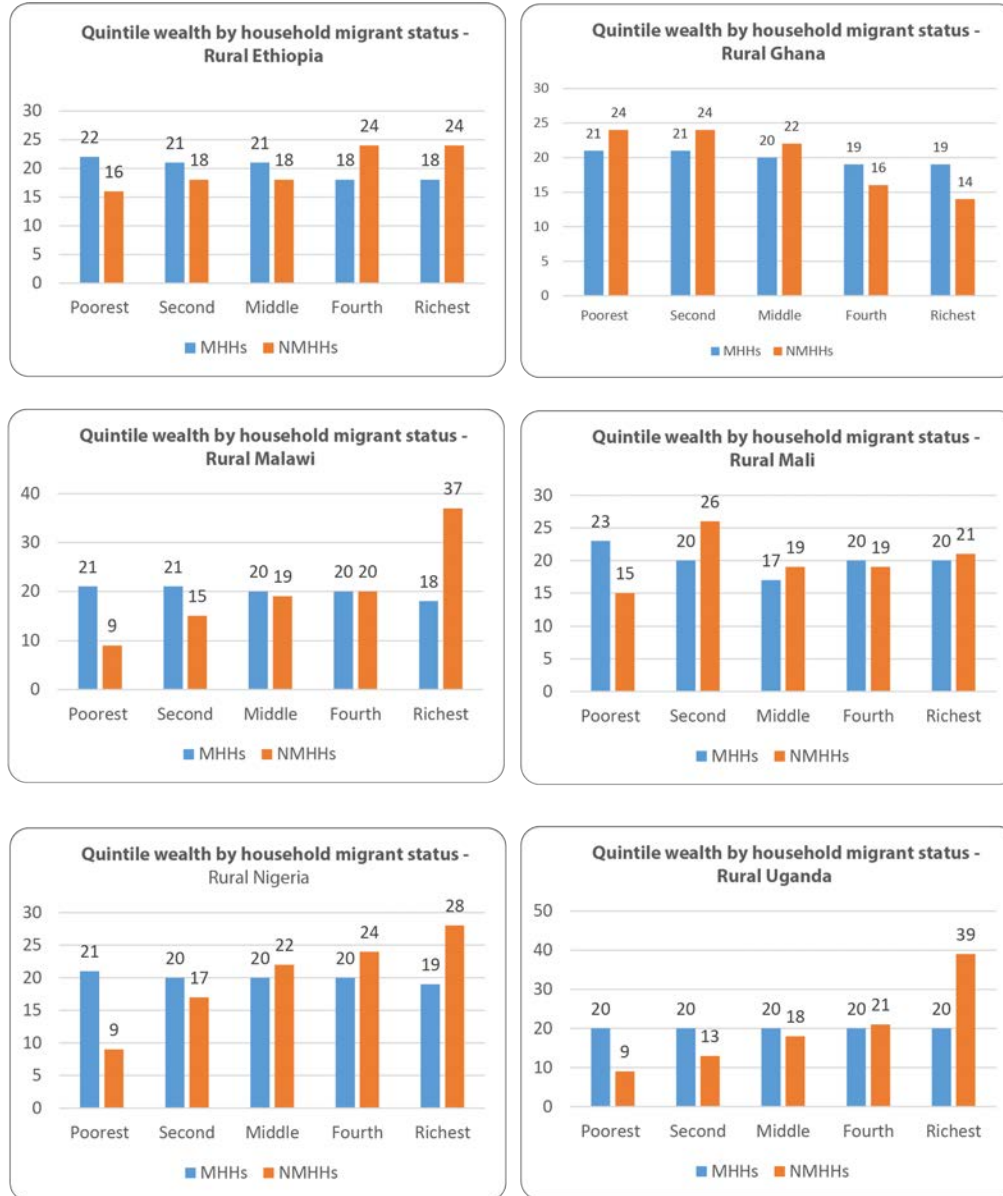 Quintile wealth by household migrant status -
Rural Ethiopia
30
25
20
15
10
5
0
22 16 21 18 21 18 18 24 18 24
Poorest Second Middle Fourth Richest
MHHs NMHHs
Quintile wealth by household migrant status -
Rural Ghana
30
25
20
15
10
5
0
21 24 21 24 20 22 19 16 19 14
Poorest Second Middle Fourth Richest
MHHs NMHHs
Quintile wealth by household migrant status -
Rural Malawi
40
30
20
10
0
21 9 21 15 20 19 20 20 18 37
Poorest Second Middle Fourth Richest
MHHs NMHHs
Quintile wealth by household migrant status -
Rural Mali
30
25
20
15
10
5
0
23 15 20 26 17 19 20 19 20 21
Poorest Second Middle Fourth Richest
MHHs NMHHs
Quintile wealth by household migrant status -
Rural Nigeria
30
25
20
15
10
5
0
21 9 20 17 20 22 20 24 19 28
Poorest Second Middle Fourth Richest
MHHs NMHHs
Quintile wealth by household migrant status -
Rural Uganda
50
40
30
20
10
0
20 9 20 13 20 18 20 21 20 39
Poorest Second Middle Fourth Richest
MHHs NMHHs